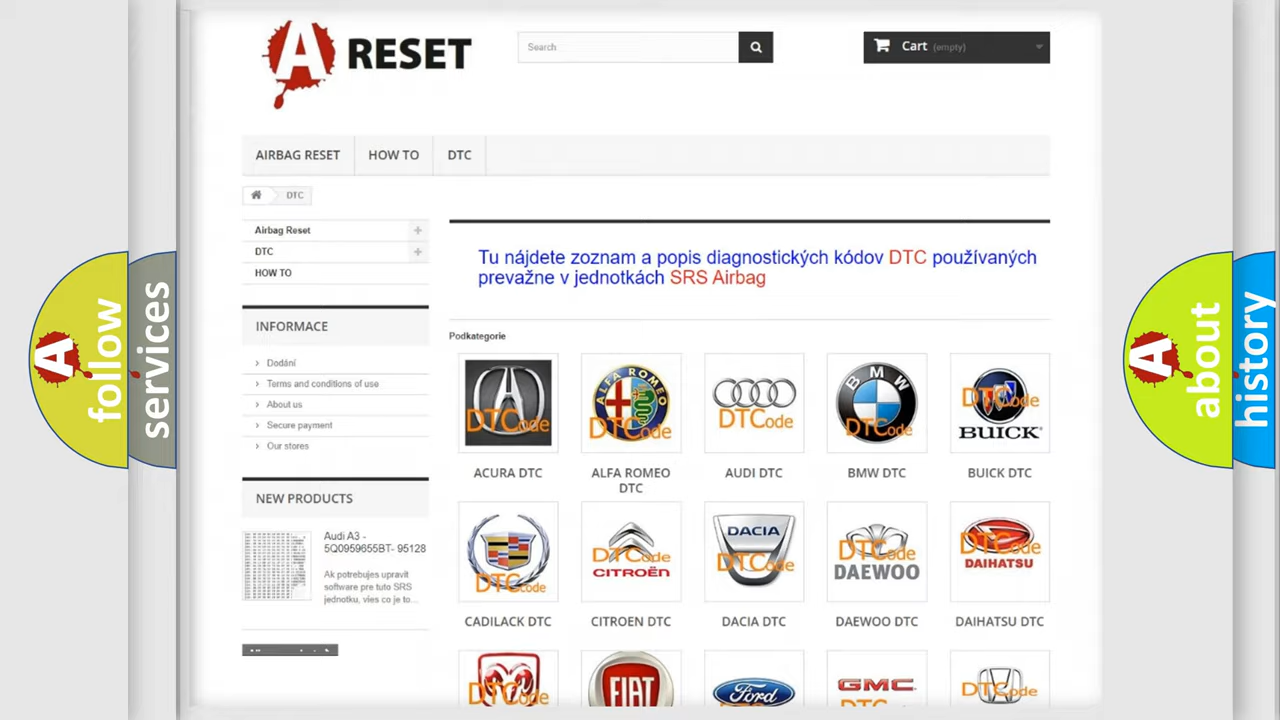 A RESET
Search
Cart (empty)
AIRBAG RESET
HOW TO
DTC
DTC
Airbag Reset
DTC
HOW TO
INFORMACE
Dodání
Terms and conditions of use
About us
Secure payment
Our stores
NEW PRODUCTS
Audi A3 -
5Q0959655BT- 95128
Ak potrebujes upravit
software pre tuto SRS
jednotku, vies co je to...
Tu nájdete zoznam a popis diagnostických kódov DTC používaných
prevažne v jednotkách SRS Airbag
Podkategorie
DTCode
ALFA ROMEO
DTCode
DTCode
BMW
DTCode
DTCode
BUICK
ACURA DTC
ALFA ROMEO
DTC
AUDI DTC
BMW DTC
BUICK DTC
DTCode
DTCode
CITROËN
DACIA
DTCode
DTCode
DAEWOO
DTCode
DAIHATSU
CADILACK DTC
CITROEN DTC
DACIA DTC
DAEWOO DTC
DAIHATSU DTC
DTCode
FIAT
Ford
GMC
DTCode
A follow
services
A about
history